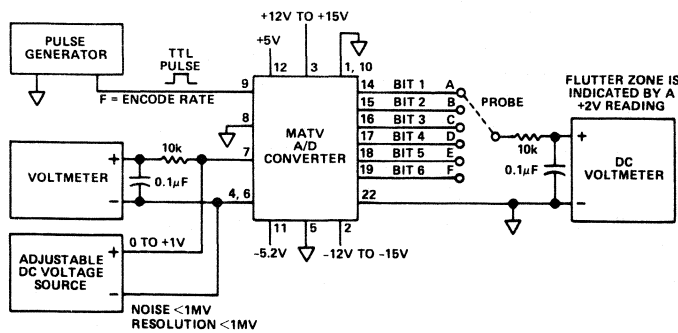 PULSE
GENERATOR
TTL
PULSE
F = ENCODE RATE
+12V TO +15V
+5V
12
3
1, 10
9
8
7
4, 6
11
5
2
MATV
A/D
CONVERTER
14 BIT 1 A
15 BIT 2 B
16 BIT 3 C
17 BIT 4 D
18 BIT 5 E
19 BIT 6 F
22
PROBE
FLUTTER ZONE IS
INDICATED BY A
+2V READING
10k
0.1μF
+
DC
VOLTMETER
−
VOLTMETER
+
−
10k
0.1μF
0 TO +1V
ADJUSTABLE
DC VOLTAGE
SOURCE
+
−
−5.2V
−12V TO −15V
NOISE <1MV
RESOLUTION <1MV